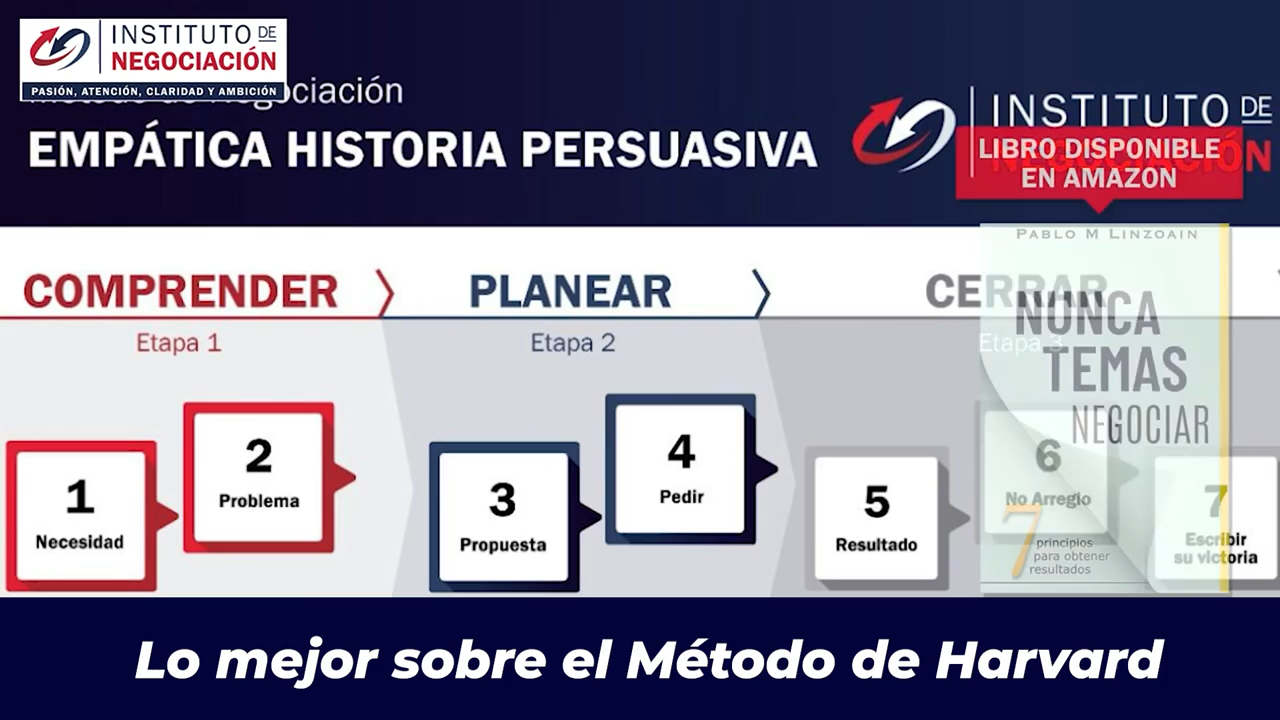 INSTITUTO DE
NEGOCIACIÓN
PASIÓN, ATENCIÓN, CLARIDAD Y AMBICIÓN
Método de Negociación
EMPÁTICA HISTORIA PERSUASIVA
INSTITUTO DE
NEGOCIACIÓN
LIBRO DISPONIBLE
EN AMAZON
PABLO M LINZOAIN
NUNCA
TEMAS
NEGOCIAR
7
principios
para obtener
resultados
COMPRENDER
PLANEAR
CERRAR
Etapa 1
Etapa 2
Etapa 3
1
Necesidad
2
Problema
3
Propuesta
4
Pedir
5
Resultado
6
No Arreglo
7
Escribir
su victoria
Lo mejor sobre el Método de Harvard